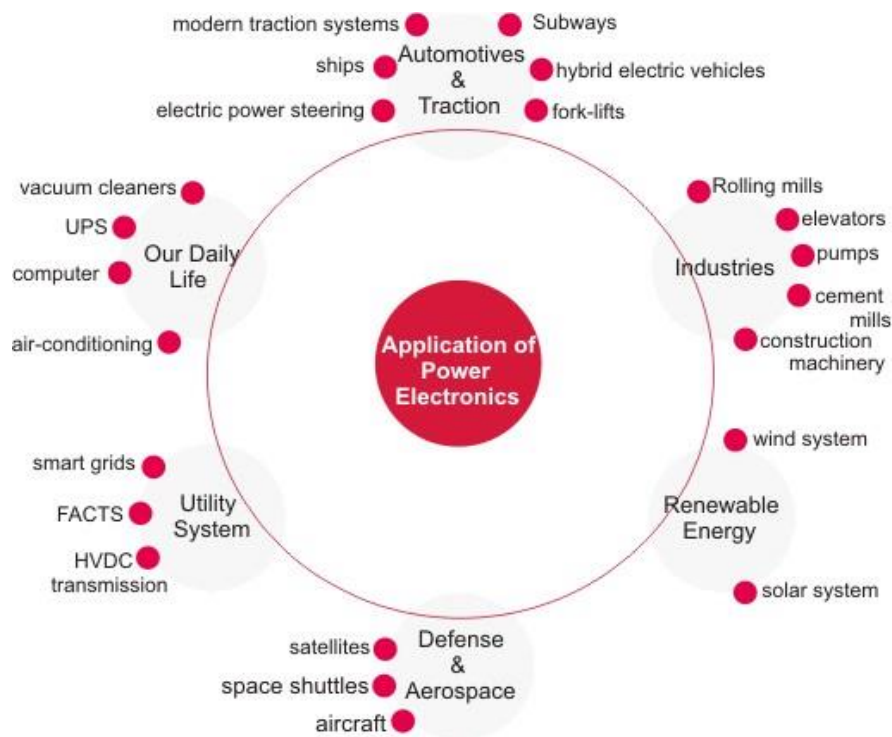 modern traction systems
Subways
Automotives
&
Traction
ships
hybrid electric vehicles
electric power steering
fork-lifts
vacuum cleaners
UPS
computer
air-conditioning
Our Daily
Life
Rolling mills
elevators
pumps
cement
mills
construction
machinery
Industries
Application of
Power
Electronics
smart grids
FACTS
HVDC
transmission
Utility
System
wind system
Renewable
Energy
solar system
satellites
space shuttles
aircraft
Defense
&
Aerospace